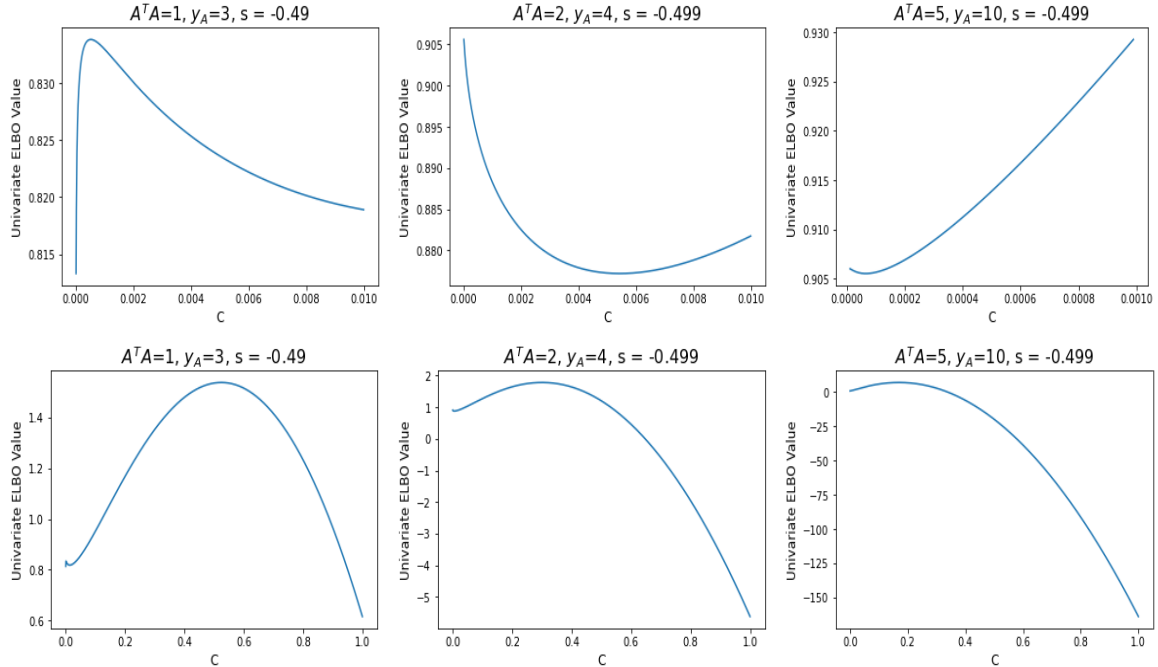 A^T A=1, y_A=3, s = -0.49
Univariate ELBO Value
0.830
0.825
0.820
0.815
0.000 0.002 0.004 0.006 0.008 0.010
C
A^T A=2, y_A=4, s = -0.499
Univariate ELBO Value
0.905
0.900
0.895
0.890
0.885
0.880
0.000 0.002 0.004 0.006 0.008 0.010
C
A^T A=5, y_A=10, s = -0.499
Univariate ELBO Value
0.930
0.925
0.920
0.915
0.910
0.905
0.0000 0.0002 0.0004 0.0006 0.0008 0.0010
C
A^T A=1, y_A=3, s = -0.49
Univariate ELBO Value
1.4
1.2
1.0
0.8
0.6
0.0 0.2 0.4 0.6 0.8 1.0
C
A^T A=2, y_A=4, s = -0.499
Univariate ELBO Value
2
1
0
−1
−2
−3
−4
−5
0.0 0.2 0.4 0.6 0.8 1.0
C
A^T A=5, y_A=10, s = -0.499
Univariate ELBO Value
0
−25
−50
−75
−100
−125
−150
0.0 0.2 0.4 0.6 0.8 1.0
C